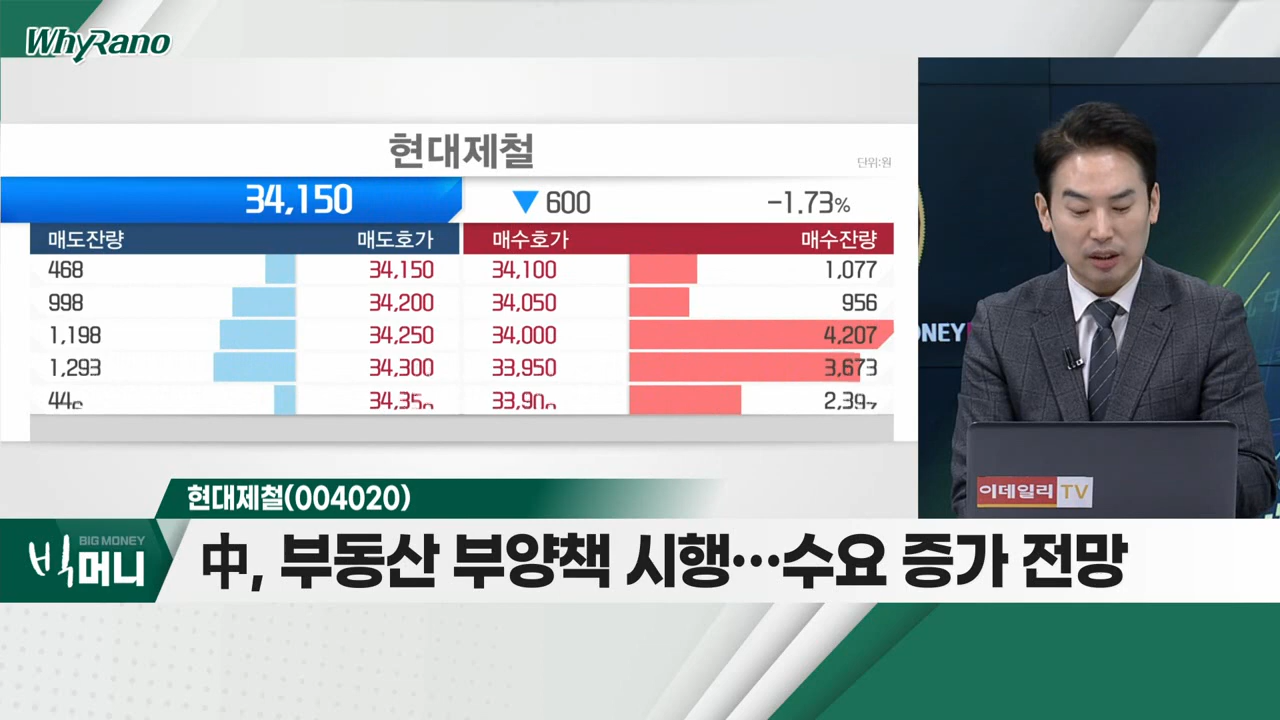 WhyRano
현대제철
단위:원
34,150 ▼ 600 -1.73%
매도잔량 매도호가 매수호가 매수잔량
468 34,150 34,100 1,077
998 34,200 34,050 956
1,198 34,250 34,000 4,207
1,293 34,300 33,950 3,673
ONEY
이데일리 TV
현대제철(004020)
BIG MONEY
빅머니
中, 부동산 부양책 시행…수요 증가 전망